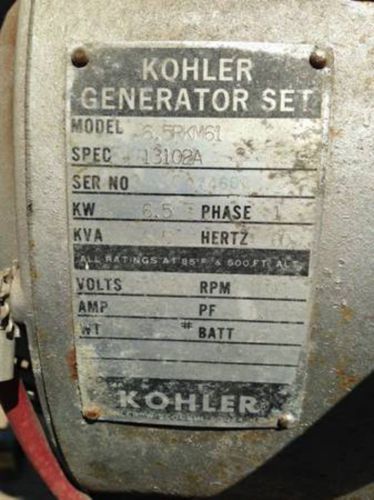 KOHLER
GENERATOR SET
MODEL 6.5RKM61
SPEC 13102A
SER NO
KW 6.5 PHASE 1
KVA HERTZ
ALL RATINGS AT 85°F & 500 FT. ALT.
VOLTS RPM
AMP PF
WT # BATT
KOHLER